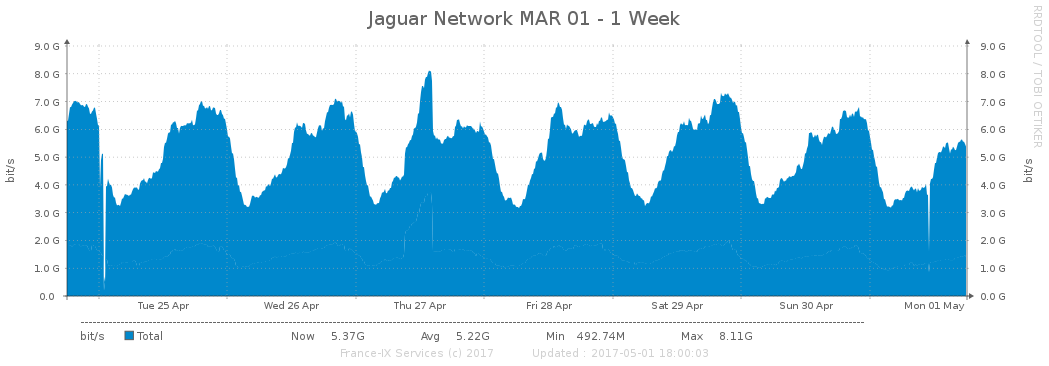 Jaguar Network MAR 01 - 1 Week
RRDTOOL / TOBI OETIKER
9.0 G 9.0 G
8.0 G 8.0 G
7.0 G 7.0 G
6.0 G 6.0 G
5.0 G 5.0 G
4.0 G 4.0 G
3.0 G 3.0 G
2.0 G 2.0 G
1.0 G 1.0 G
0.0 0.0 G
bit/s
bit/s
Tue 25 Apr Wed 26 Apr Thu 27 Apr Fri 28 Apr Sat 29 Apr Sun 30 Apr Mon 01 May
bit/s Total Now 5.37G Avg 5.22G Min 492.74M Max 8.11G
France-IX Services (c) 2017 Updated : 2017-05-01 18:00:03